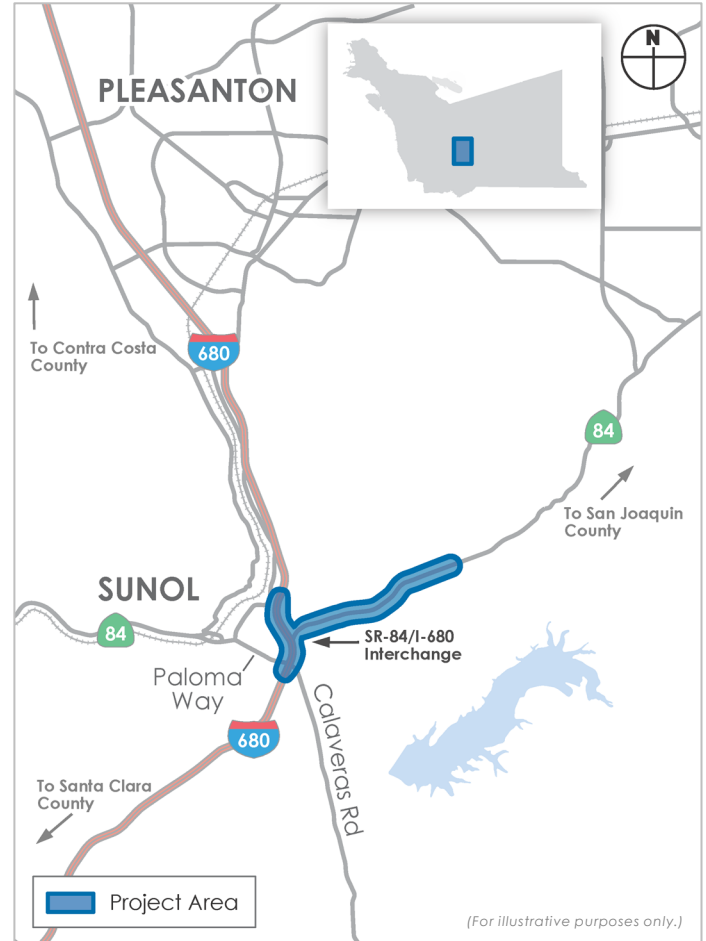 N
PLEASANTON
680
To Contra Costa
County
84
To San Joaquin
County
SUNOL
84
SR-84/I-680
Interchange
Paloma
Way
Calaveras Rd
680
To Santa Clara
County
Project Area
(For illustrative purposes only.)